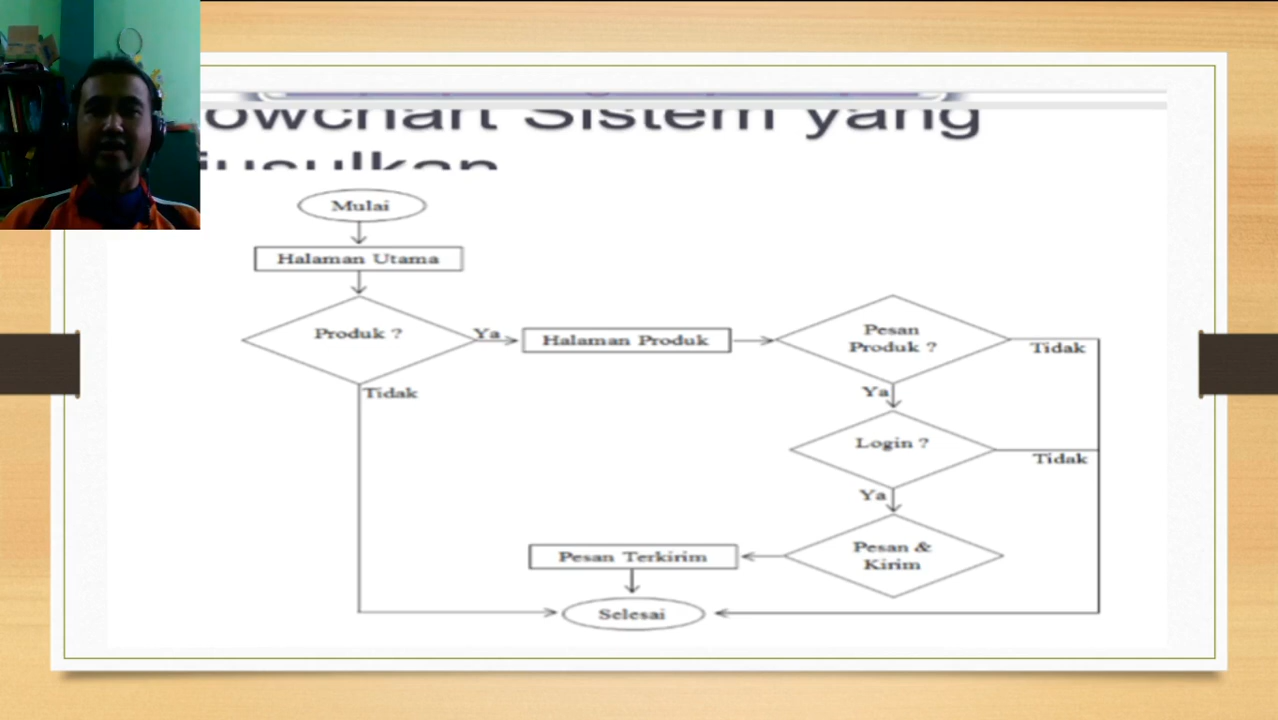 owchart Sistem yang
iusulkan
Mulai
Halaman Utama
Produk ?
Ya
Halaman Produk
Pesan
Produk ?
Tidak
Tidak
Ya
Login ?
Tidak
Ya
Pesan &
Kirim
Pesan Terkirim
Selesai